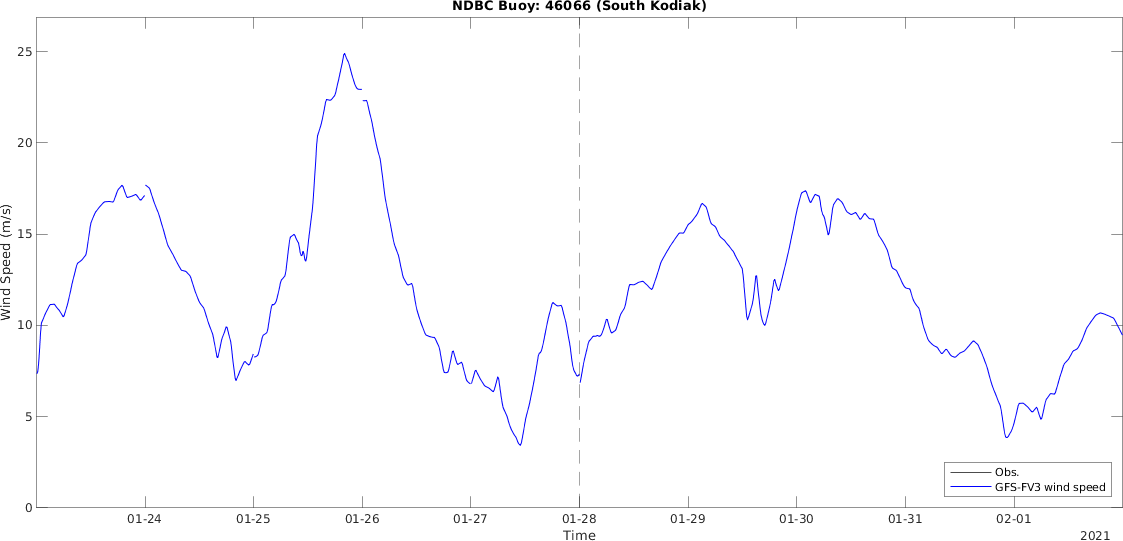 NDBC Buoy: 46066 (South Kodiak)
25
20
15
10
5
0
Wind Speed (m/s)
01-24 01-25 01-26 01-27 01-28 01-29 01-30 01-31 02-01
Time
2021
Obs.
GFS-FV3 wind speed